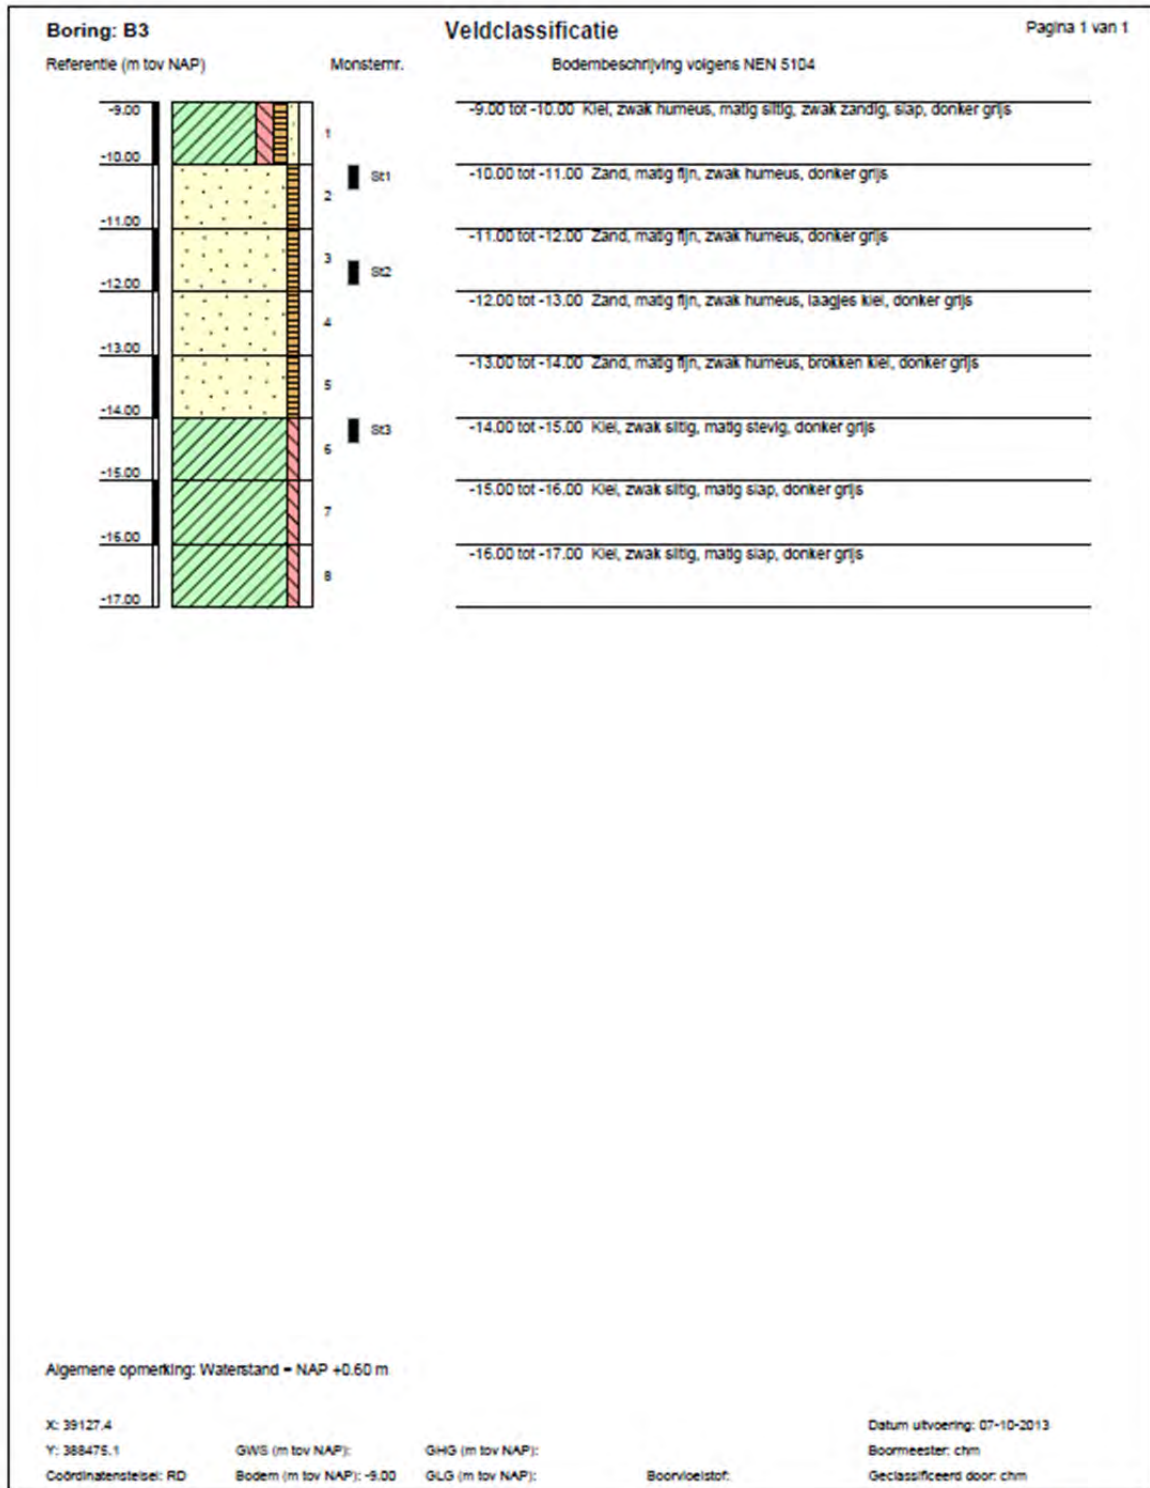 Boring: B3 Veldclassificatie Pagina 1 van 1
Referentie (m tov NAP) Monsternr. Bodembeschrijving volgens NEN 5104
-9.00 -9.00 tot -10.00 Klei, zwak humeus, matig siltig, zwak zandig, slap, donker grijs
1
-10.00 St1 -10.00 tot -11.00 Zand, matig fijn, zwak humeus, donker grijs
2
-11.00 -11.00 tot -12.00 Zand, matig fijn, zwak humeus, donker grijs
3 St2
-12.00 -12.00 tot -13.00 Zand, matig fijn, zwak humeus, laagjes klei, donker grijs
4
-13.00 -13.00 tot -14.00 Zand, matig fijn, zwak humeus, brokken klei, donker grijs
5
-14.00 St3 -14.00 tot -15.00 Klei, zwak siltig, matig stevig, donker grijs
6
-15.00 -15.00 tot -16.00 Klei, zwak siltig, matig slap, donker grijs
7
-16.00 -16.00 tot -17.00 Klei, zwak siltig, matig slap, donker grijs
8
-17.00
Algemene opmerking: Waterstand = NAP +0.60 m
X: 39127.4 Datum uitvoering: 07-10-2013
Y: 388475.1 GWS (m tov NAP): GHG (m tov NAP): Boormeester: chm
Coördinatenstelsel: RD Bodem (m tov NAP): -9.00 GLG (m tov NAP): Boorvloeistof: Geclassificeerd door: chm